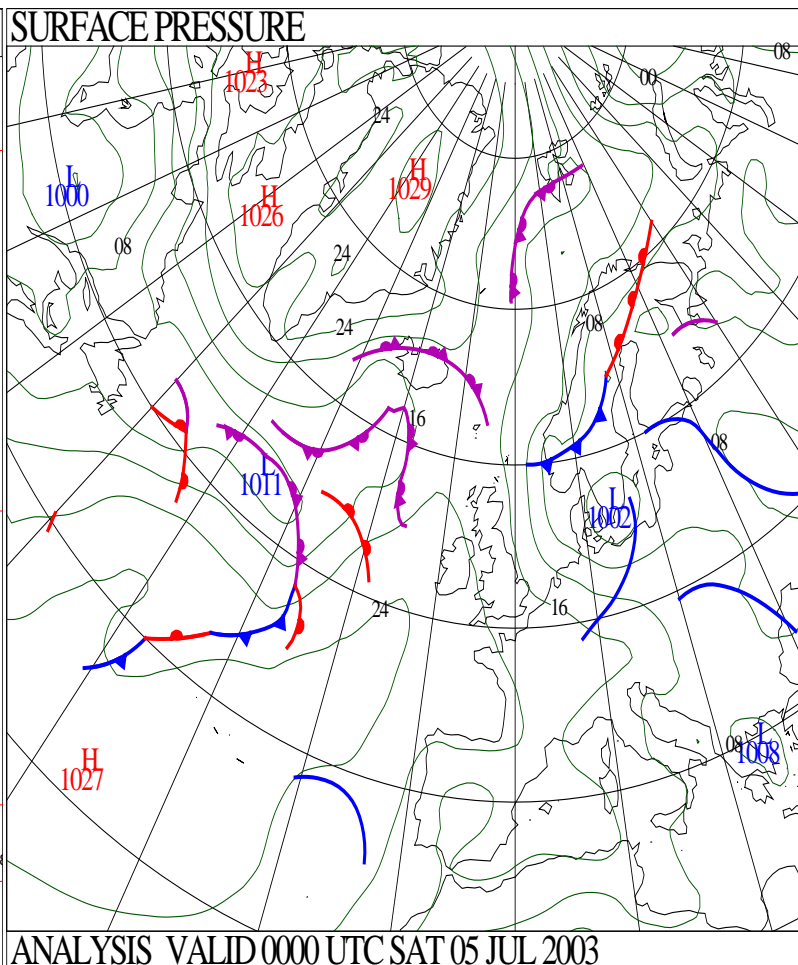 SURFACE PRESSURE
08
H
1023
00
24
L
1000
H
1029
H
1026
08
24
24
08
16
08
L
1011
L
1002
24
16
L
08
1008
H
1027
ANALYSIS VALID 0000 UTC SAT 05 JUL 2003